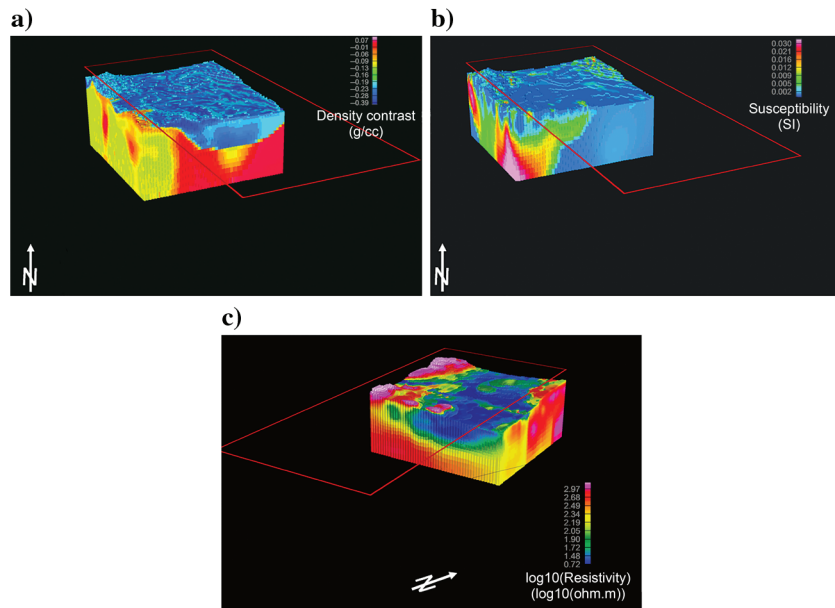 a)
0.07
−0.01
−0.06
−0.09
−0.13
−0.16
−0.23
−0.29
−0.39
Density contrast
(g/cc)
N
b)
0.030
0.021
0.016
0.012
0.009
0.005
0.002
Susceptibility
(SI)
N
c)
2.97
2.68
2.49
2.34
2.19
2.05
1.90
1.72
1.48
0.72
log10(Resistivity)
(log10(ohm.m))
N